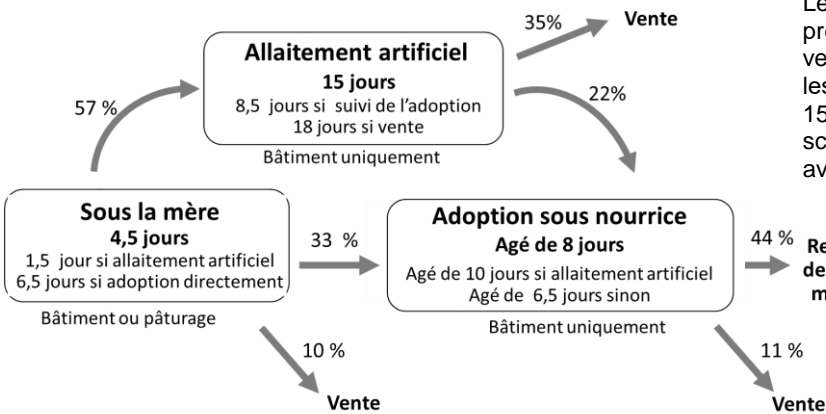 35%
Vente
Allaitement artificiel
15 jours
8,5 jours si suivi de l'adoption
18 jours si vente
57 %
22%
Bâtiment uniquement
Sous la mère
4,5 jours
1,5 jour si allaitement artificiel
6,5 jours si adoption directement
33 %
Adoption sous nourrice
Agé de 8 jours
Agé de 10 jours si allaitement artificiel
Agé de 6,5 jours sinon
44 %
Bâtiment ou pâturage
Bâtiment uniquement
10 %
11 %
Vente
Vente